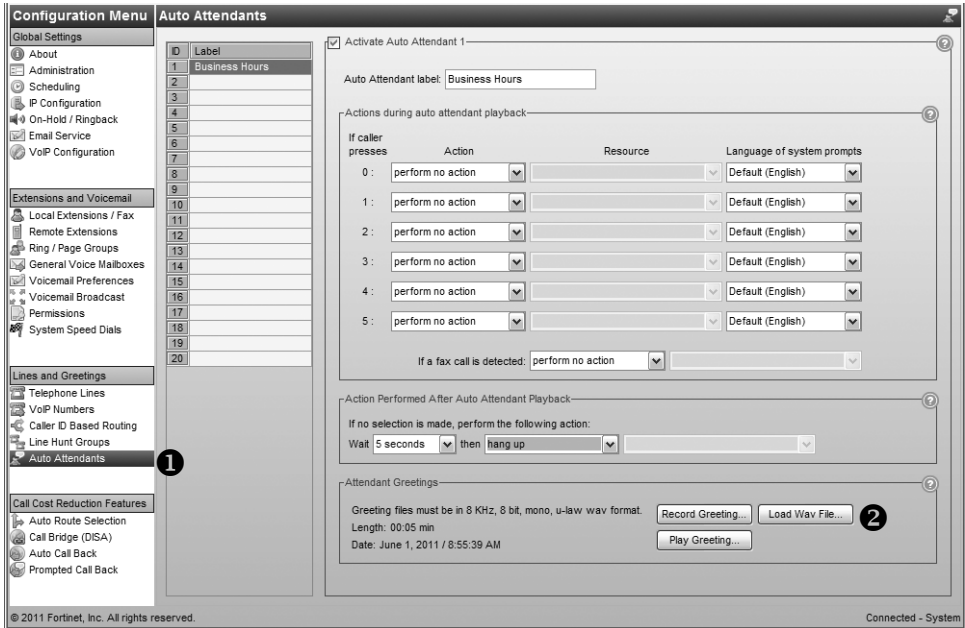 Configuration Menu
Auto Attendants
Global Settings
About
Administration
Scheduling
IP Configuration
On-Hold / Ringback
Email Service
VoIP Configuration
Extensions and Voicemail
Local Extensions / Fax
Remote Extensions
Ring / Page Groups
General Voice Mailboxes
Voicemail Preferences
Voicemail Broadcast
Permissions
System Speed Dials
Lines and Greetings
Telephone Lines
VoIP Numbers
Caller ID Based Routing
Line Hunt Groups
Auto Attendants
1
Call Cost Reduction Features
Auto Route Selection
Call Bridge (DISA)
Auto Call Back
Prompted Call Back
ID Label
1 Business Hours
2
3
4
5
6
7
8
9
10
11
12
13
14
15
16
17
18
19
20
Activate Auto Attendant 1
?
Auto Attendant label: Business Hours
Actions during auto attendant playback
?
If caller
presses Action Resource Language of system prompts
0 : perform no action Default (English)
1 : perform no action Default (English)
2 : perform no action Default (English)
3 : perform no action Default (English)
4 : perform no action Default (English)
5 : perform no action Default (English)
If a fax call is detected: perform no action
Action Performed After Auto Attendant Playback
?
If no selection is made, perform the following action:
Wait 5 seconds then hang up
Attendant Greetings
?
Greeting files must be in 8 KHz, 8 bit, mono, u-law wav format.
Length: 00:05 min
Date: June 1, 2011 / 8:55:39 AM
Record Greeting... Load Wav File... 2
Play Greeting...
© 2011 Fortinet, Inc. All rights reserved.
Connected - System